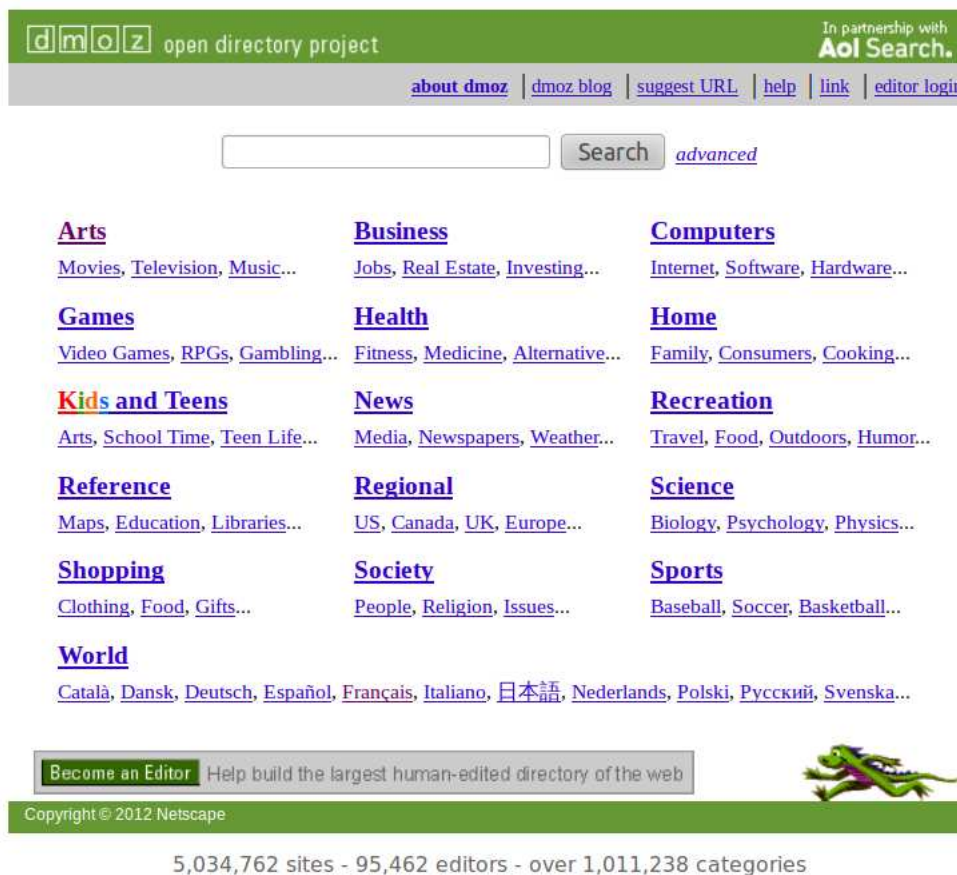 dmoz open directory project
In partnership with
Aol Search.
about dmoz | dmoz blog | suggest URL | help | link | editor login
Search advanced
Arts Business Computers
Movies, Television, Music... Jobs, Real Estate, Investing... Internet, Software, Hardware...
Games Health Home
Video Games, RPGs, Gambling... Fitness, Medicine, Alternative... Family, Consumers, Cooking...
Kids and Teens News Recreation
Arts, School Time, Teen Life... Media, Newspapers, Weather... Travel, Food, Outdoors, Humor...
Reference Regional Science
Maps, Education, Libraries... US, Canada, UK, Europe... Biology, Psychology, Physics...
Shopping Society Sports
Clothing, Food, Gifts... People, Religion, Issues... Baseball, Soccer, Basketball...
World
Català, Dansk, Deutsch, Español, Français, Italiano, 日本語, Nederlands, Polski, Русский, Svenska...
Become an Editor Help build the largest human-edited directory of the web
Copyright © 2012 Netscape
5,034,762 sites - 95,462 editors - over 1,011,238 categories